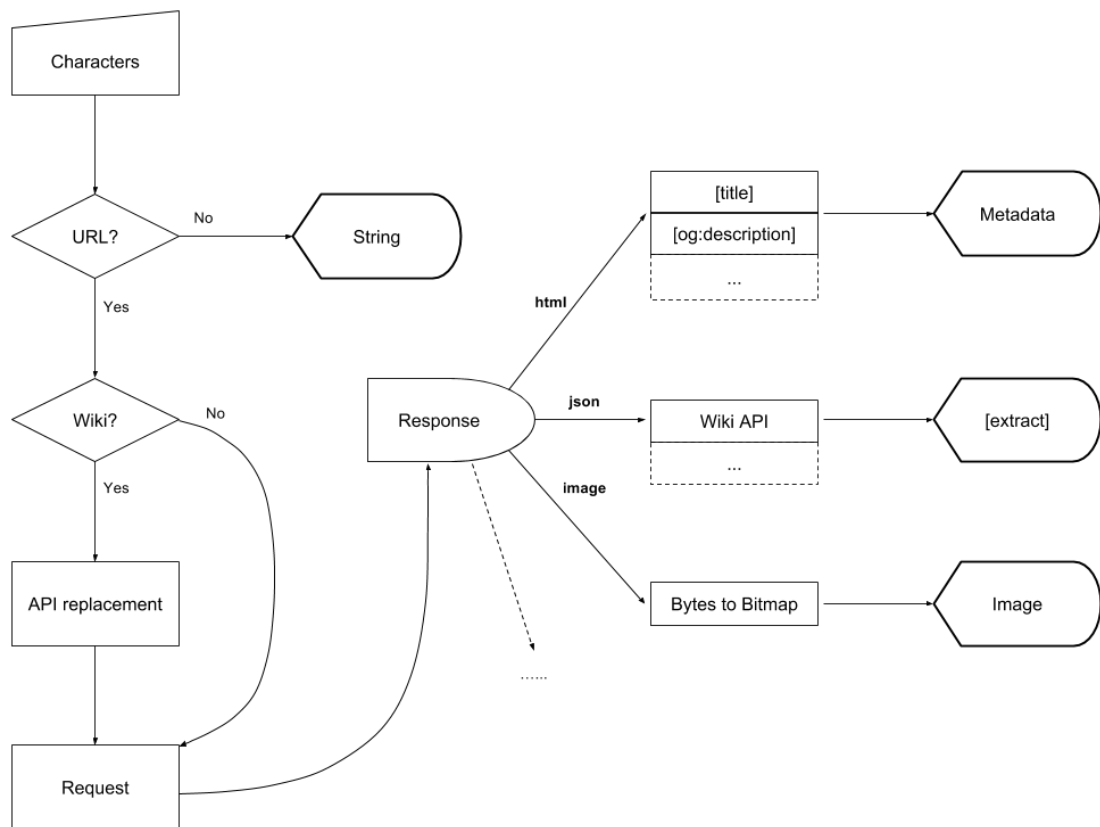 Characters
URL?
No
String
Yes
Wiki?
No
Yes
API replacement
Request
Response
html
json
image
......
[title]
[og:description]
...
Metadata
Wiki API
...
[extract]
Bytes to Bitmap
Image